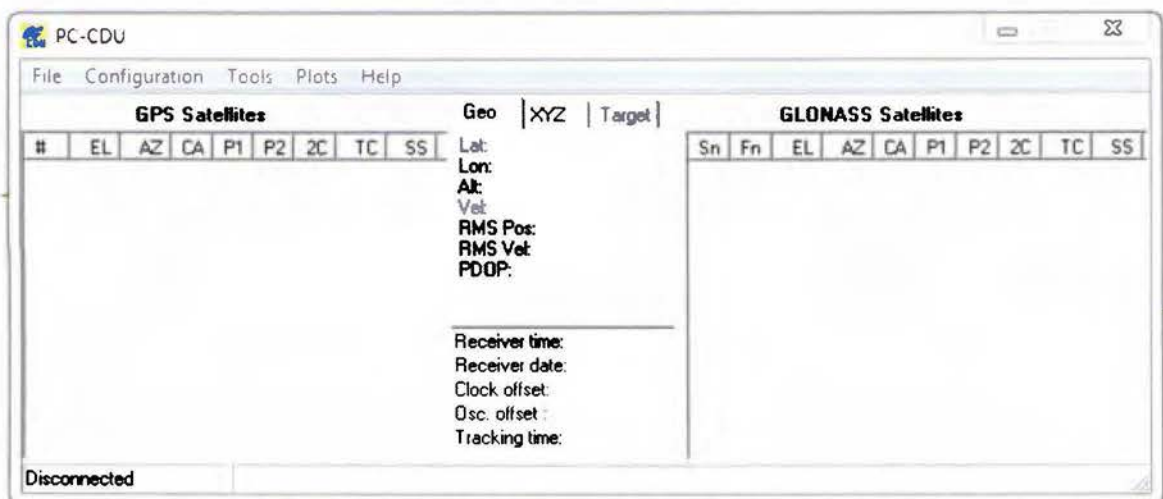 PC-CDU
File Configuration Tools Plots Help
GPS Satellites
# EL AZ CA P1 P2 2C TC SS
Geo XYZ Target
Lat:
Lon:
Alt:
Vel:
RMS Pos:
RMS Vel:
PDOP:
Receiver time:
Receiver date:
Clock offset:
Osc. offset :
Tracking time:
GLONASS Satellites
Sn Fn EL AZ CA P1 P2 2C TC SS
Disconnected